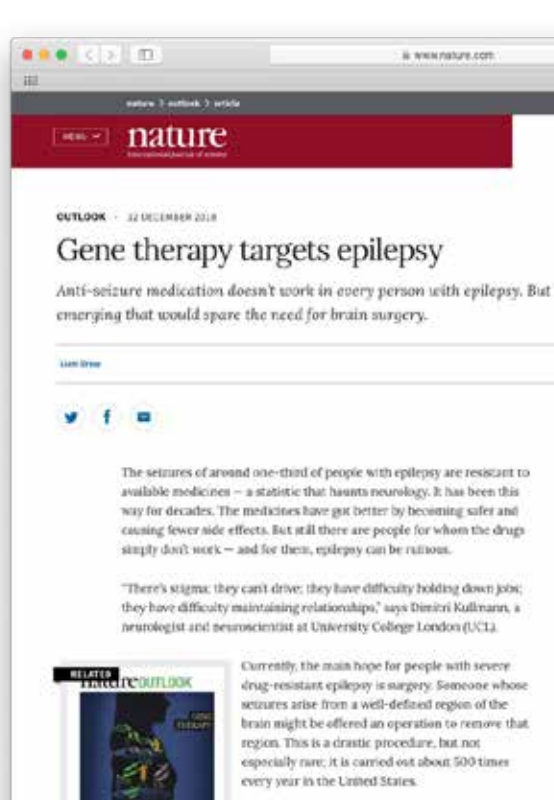 www.nature.com
nature > outlook > article
MENU
nature
International journal of science
OUTLOOK · 12 DECEMBER 2018
Gene therapy targets epilepsy
Anti-seizure medication doesn't work in every person with epilepsy. But
emerging that would spare the need for brain surgery.
Liam Drew
The seizures of around one-third of people with epilepsy are resistant to
available medicines — a statistic that haunts neurology. It has been this
way for decades. The medicines have got better by becoming safer and
causing fewer side effects. But still there are people for whom the drugs
simply don't work — and for them, epilepsy can be ruinous.
"There's stigma; they can't drive; they have difficulty holding down jobs;
they have difficulty maintaining relationships," says Dimitri Kullmann, a
neurologist and neuroscientist at University College London (UCL).
RELATED
natureOUTLOOK
GENE
THERAPY
Currently, the main hope for people with severe
drug-resistant epilepsy is surgery. Someone whose
seizures arise from a well-defined region of the
brain might be offered an operation to remove that
region. This is a drastic procedure, but not
especially rare; it is carried out about 500 times
every year in the United States.